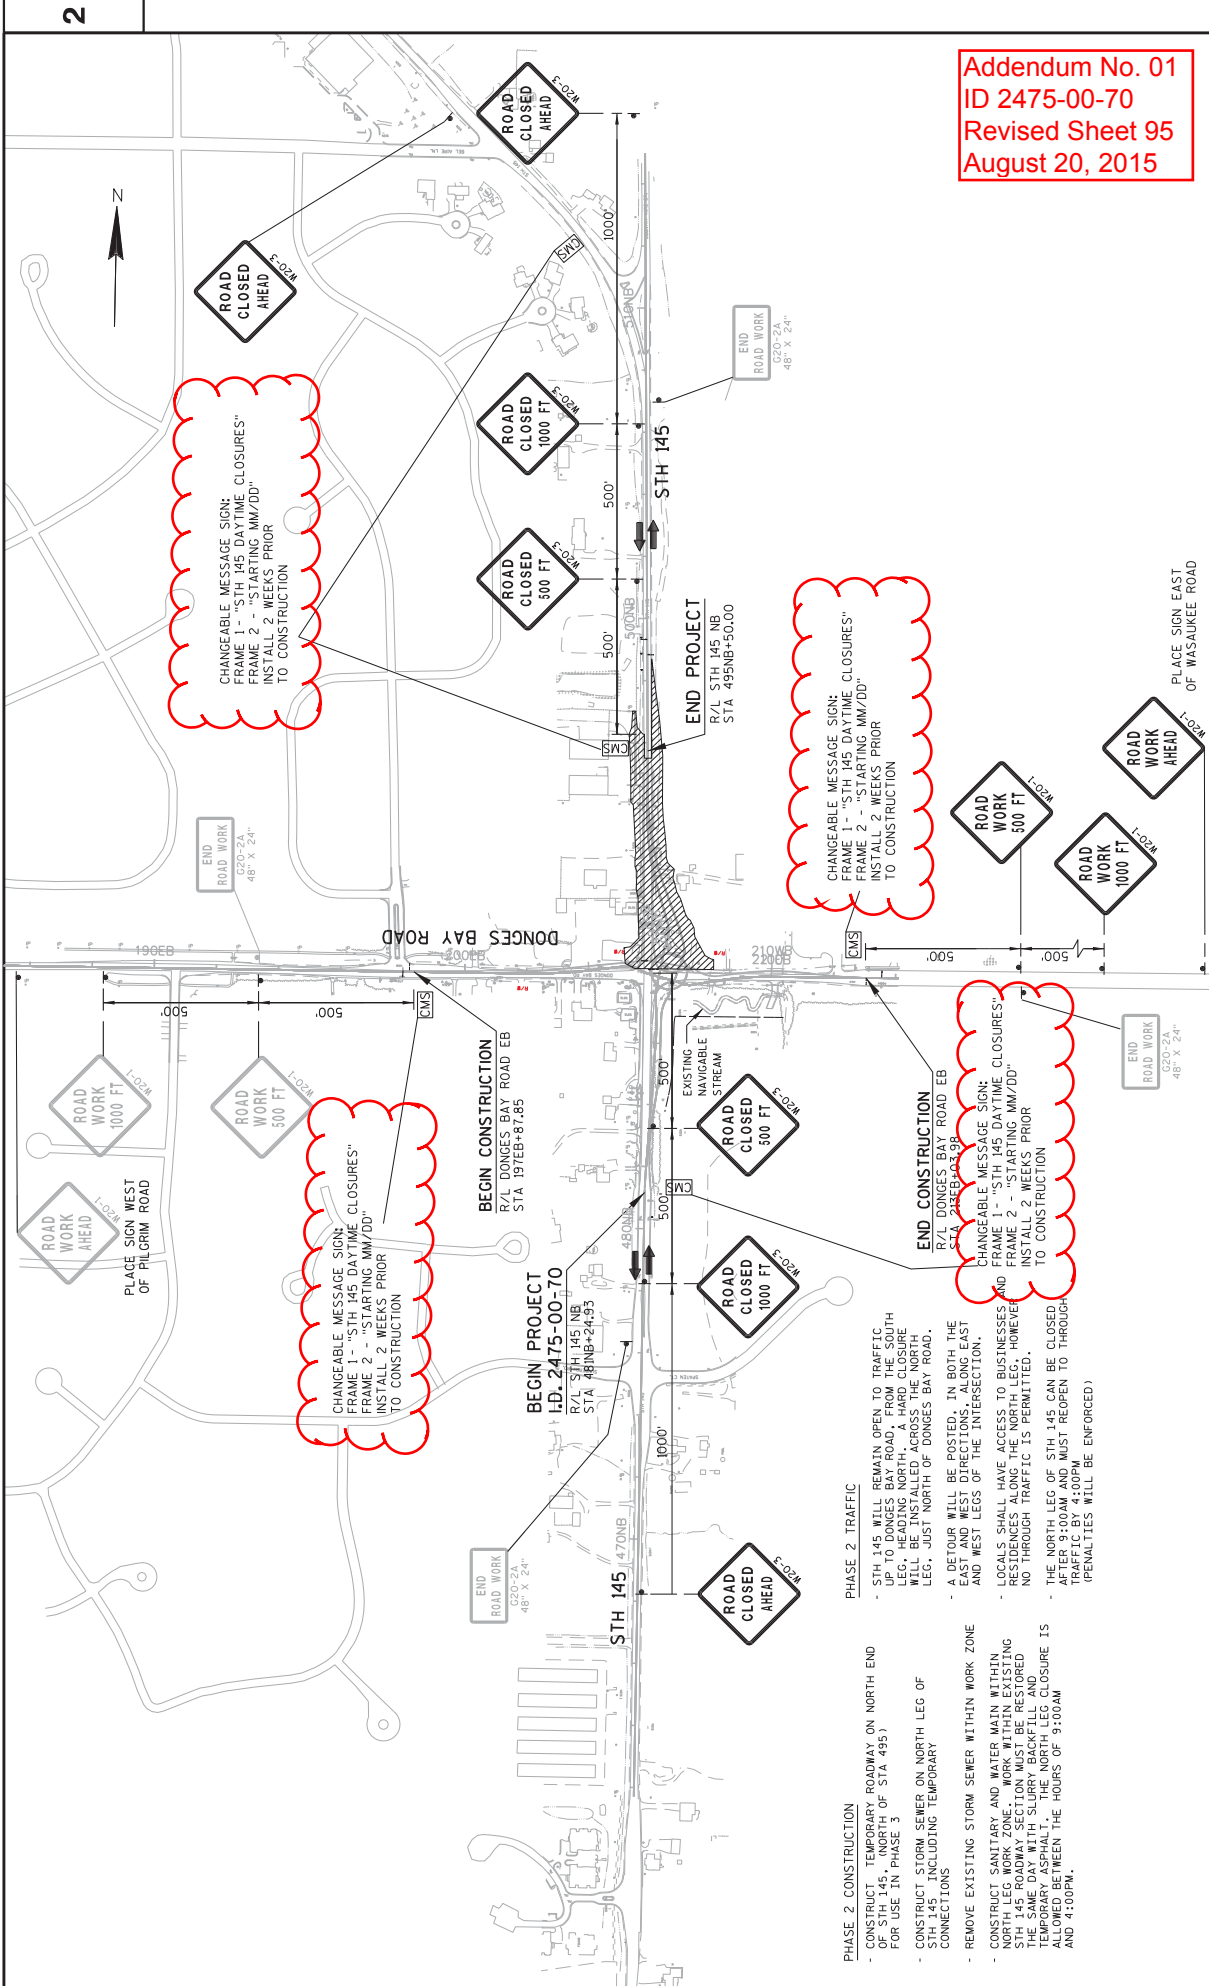 2
Addendum No. 01
ID 2475-00-70
Revised Sheet 95
August 20, 2015
N
ROAD
CLOSED
AHEAD
W20-3
ROAD
CLOSED
AHEAD
W20-3
DEL AIRE LN.
STH 145
1000'
CMS
510NB
END
ROAD WORK
G20-2A
48" X 24"
CHANGEABLE MESSAGE SIGN:
FRAME 1 - "STH 145 DAYTIME CLOSURES"
FRAME 2 - "STARTING MM/DD"
INSTALL 2 WEEKS PRIOR
TO CONSTRUCTION
ROAD
CLOSED
1000 FT
W20-3
500'
STH 145
ROAD
CLOSED
500 FT
W20-3
500NB
500'
END PROJECT
R/L STH 145 NB
STA 495NB+50.00
CMS
CHANGEABLE MESSAGE SIGN:
FRAME 1 - "STH 145 DAYTIME CLOSURES"
FRAME 2 - "STARTING MM/DD"
INSTALL 2 WEEKS PRIOR
TO CONSTRUCTION
PLACE SIGN EAST
OF WASAUKEE ROAD
ROAD
WORK
AHEAD
W20-1
ROAD
WORK
500 FT
W20-1
ROAD
WORK
1000 FT
W20-1
END
ROAD WORK
G20-2A
48" X 24"
190EB
DONGES BAY ROAD
200EB
R/W
R/W
R/W
210WB
220EB
CMS
500'
500'
500'
500'
CMS
ROAD
WORK
1000 FT
W20-1
ROAD
WORK
500 FT
W20-1
ROAD
WORK
AHEAD
W20-1
PLACE SIGN WEST
OF PILGRIM ROAD
CHANGEABLE MESSAGE SIGN:
FRAME 1 - "STH 145 DAYTIME CLOSURES"
FRAME 2 - "STARTING MM/DD"
INSTALL 2 WEEKS PRIOR
TO CONSTRUCTION
BEGIN CONSTRUCTION
R/L DONGES BAY ROAD EB
STA 197EB+87.85
EXISTING
NAVIGABLE
STREAM
500'
ROAD
CLOSED
500 FT
W20-3
CMS
500'
480NB
ROAD
CLOSED
1000 FT
W20-3
END CONSTRUCTION
R/L DONGES BAY ROAD EB
STA 213EB+03.98
CHANGEABLE MESSAGE SIGN:
FRAME 1 - "STH 145 DAYTIME CLOSURES"
FRAME 2 - "STARTING MM/DD"
INSTALL 2 WEEKS PRIOR
TO CONSTRUCTION
END
ROAD WORK
G20-2A
48" X 24"
BEGIN PROJECT
I.D. 2475-00-70
R/L STH 145 NB
STA 481NB+24.93
SPATEN CT.
1000'
END
ROAD WORK
G20-2A
48" X 24"
470NB
STH 145
ROAD
CLOSED
AHEAD
W20-3
PHASE 2 TRAFFIC
- STH 145 WILL REMAIN OPEN TO TRAFFIC
UP TO DONGES BAY ROAD, FROM THE SOUTH
LEG, HEADING NORTH. A HARD CLOSURE
WILL BE INSTALLED ACROSS THE NORTH
LEG, JUST NORTH OF DONGES BAY ROAD.
- A DETOUR WILL BE POSTED, IN BOTH THE
EAST AND WEST DIRECTIONS, ALONG EAST
AND WEST LEGS OF THE INTERSECTION.
- LOCALS SHALL HAVE ACCESS TO BUSINESSES AND
RESIDENCES ALONG THE NORTH LEG, HOWEVER
NO THROUGH TRAFFIC IS PERMITTED.
- THE NORTH LEG OF STH 145 CAN BE CLOSED
AFTER 9:00AM AND MUST REOPEN TO THROUGH
TRAFFIC BY 4:00PM
(PENALTIES WILL BE ENFORCED)
PHASE 2 CONSTRUCTION
- CONSTRUCT TEMPORARY ROADWAY ON NORTH END
OF STH 145. (NORTH OF STA 495)
FOR USE IN PHASE 3
- CONSTRUCT STORM SEWER ON NORTH LEG OF
STH 145 INCLUDING TEMPORARY
CONNECTIONS
- REMOVE EXISTING STORM SEWER WITHIN WORK ZONE
- CONSTRUCT SANITARY AND WATER MAIN WITHIN
NORTH LEG WORK ZONE. WORK WITHIN EXISTING
STH 145 ROADWAY SECTION MUST BE RESTORED
THE SAME DAY WITH SLURRY BACKFILL AND
TEMPORARY ASPHALT. THE NORTH LEG CLOSURE IS
ALLOWED BETWEEN THE HOURS OF 9:00AM
AND 4:00PM.